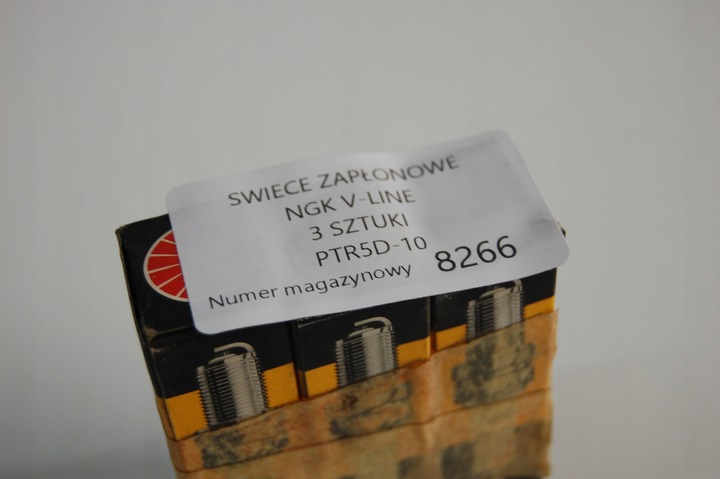 SWIECE ZAPŁONOWE
NGK V-LINE
3 SZTUKI
PTR5D-10
Numer magazynowy 8266